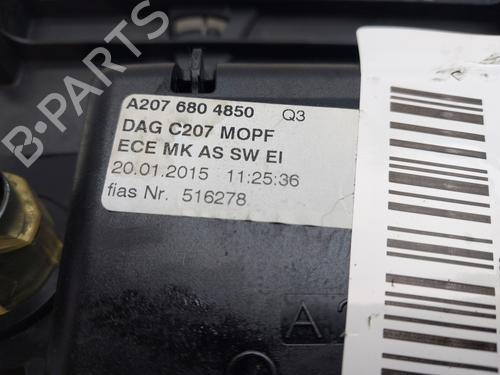 A207 680 4850 Q3
DAG C207 MOPF
ECE MK AS SW EI
20.01.2015 11:25:36
fias Nr. 516278
A 2
B-PARTS